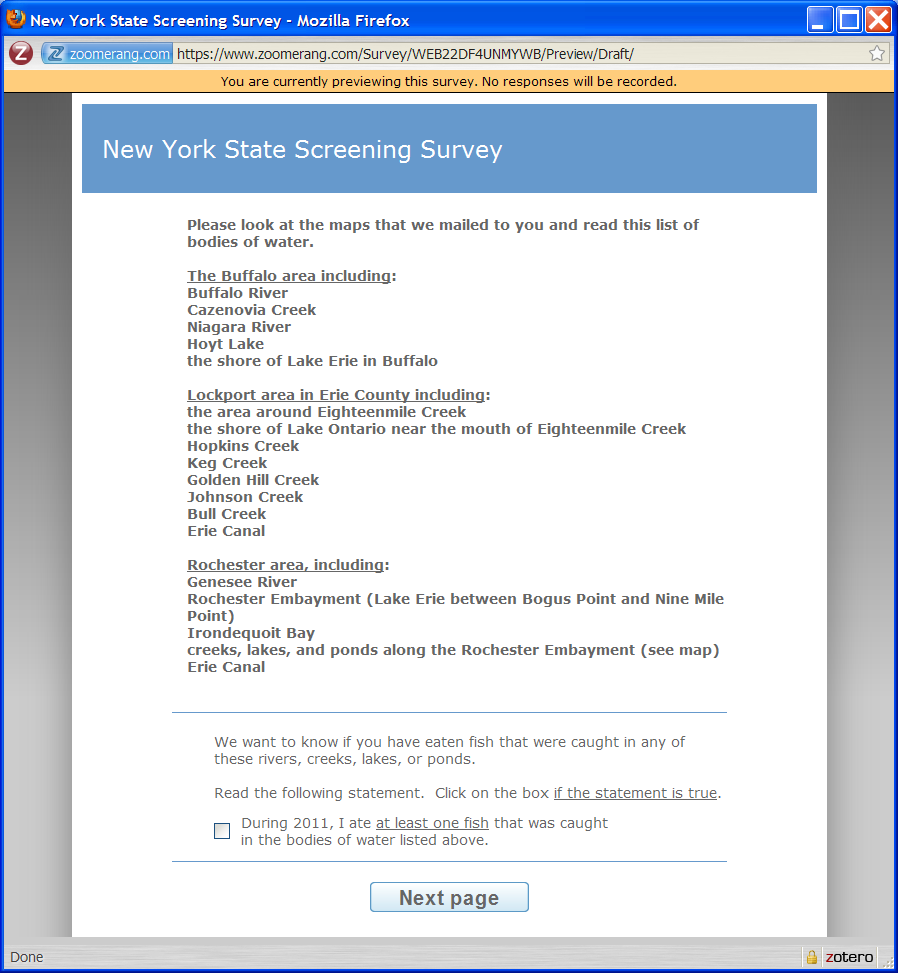 New York State Screening Survey - Mozilla Firefox
Z zoomerang.com https://www.zoomerang.com/Survey/WEB22DF4UNMYWB/Preview/Draft/
You are currently previewing this survey. No responses will be recorded.
New York State Screening Survey
Please look at the maps that we mailed to you and read this list of
bodies of water.
The Buffalo area including:
Buffalo River
Cazenovia Creek
Niagara River
Hoyt Lake
the shore of Lake Erie in Buffalo
Lockport area in Erie County including:
the area around Eighteenmile Creek
the shore of Lake Ontario near the mouth of Eighteenmile Creek
Hopkins Creek
Keg Creek
Golden Hill Creek
Johnson Creek
Bull Creek
Erie Canal
Rochester area, including:
Genesee River
Rochester Embayment (Lake Erie between Bogus Point and Nine Mile
Point)
Irondequoit Bay
creeks, lakes, and ponds along the Rochester Embayment (see map)
Erie Canal
We want to know if you have eaten fish that were caught in any of
these rivers, creeks, lakes, or ponds.
Read the following statement.  Click on the box if the statement is true.
During 2011, I ate at least one fish that was caught
in the bodies of water listed above.
Next page
Done zotero